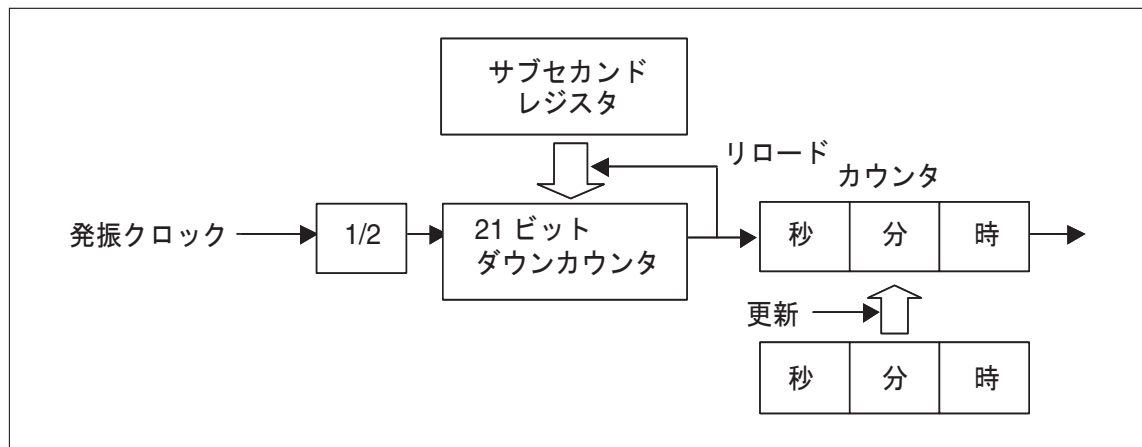 サブセカンド
レジスタ
リロード
カウンタ
発振クロック
1/2
21 ビット
ダウンカウンタ
秒 分 時
更新
秒 分 時